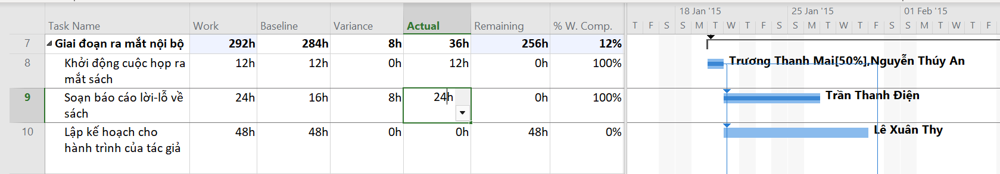 18 Jan '15 25 Jan '15 01 Feb '15
Task Name Work Baseline Variance Actual Remaining % W. Comp. T F S S M T W T F S S M T W T F S S M T W T F
7 Giai đoạn ra mắt nội bộ 292h 284h 8h 36h 256h 12%
8 Khởi động cuộc họp ra 12h 12h 0h 12h 0h 100% Trương Thanh Mai[50%],Nguyễn Thúy An
mắt sách
9 Soạn báo cáo lời-lỗ về 24h 16h 8h 24h 0h 100% Trần Thanh Điện
sách
10 Lập kế hoạch cho 48h 48h 0h 0h 48h 0% Lê Xuân Thy
hành trình của tác giả